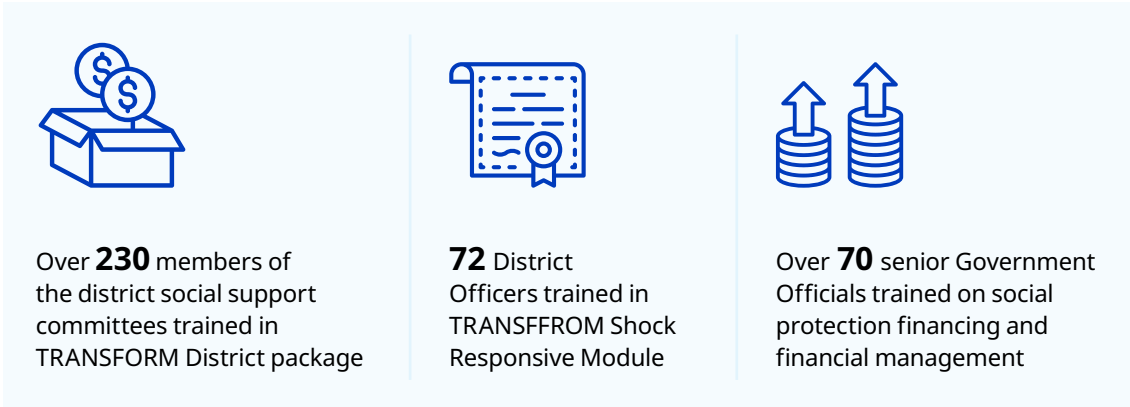 Over 230 members of
the district social support
committees trained in
TRANSFORM District package
72 District
Officers trained in
TRANSFFROM Shock
Responsive Module
Over 70 senior Government
Officials trained on social
protection financing and
financial management